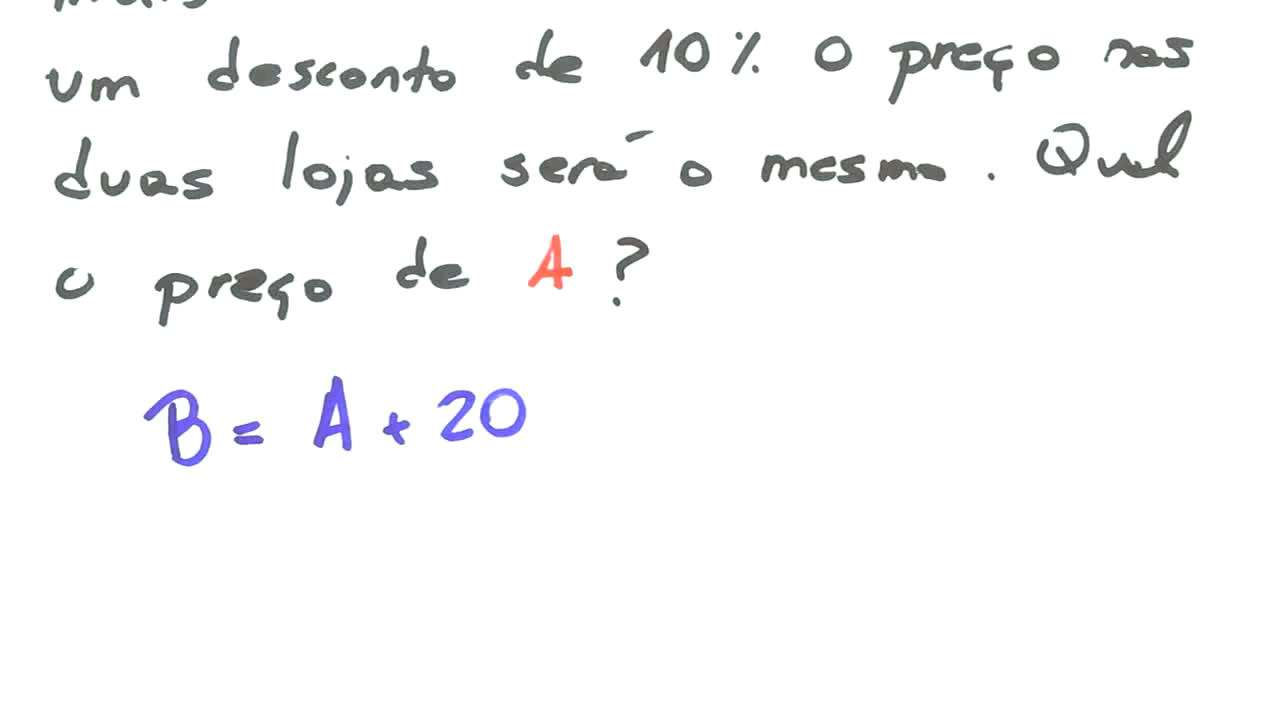 um desconto de 10% o preço nas
duas lojas será o mesmo. Qual
o preço de A?
B = A + 20